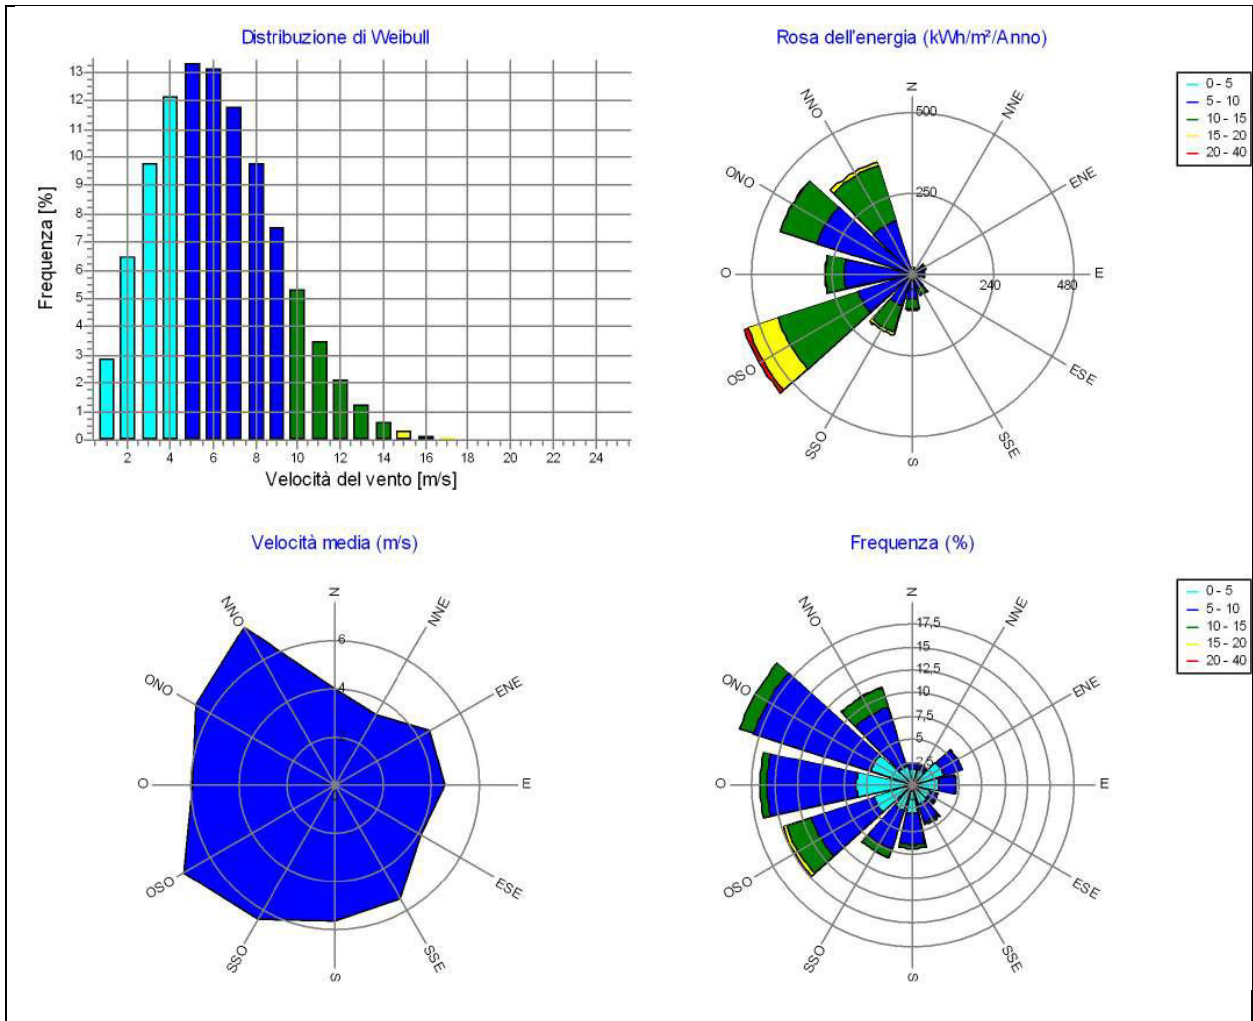 Distribuzione di Weibull
Frequenza [%]
13
12
11
10
9
8
7
6
5
4
3
2
1
0
2 4 6 8 10 12 14 16 18 20 22 24
Velocità del vento [m/s]
Rosa dell'energia (kWh/m²/Anno)
0 - 5
5 - 10
10 - 15
15 - 20
20 - 40
N
NNE
ENE
E
ESE
SSE
S
SSO
OSO
O
ONO
NNO
500
250
240
480
Velocità media (m/s)
N
NNE
ENE
E
ESE
SSE
S
SSO
OSO
O
ONO
NNO
6
4
2
Frequenza (%)
0 - 5
5 - 10
10 - 15
15 - 20
20 - 40
N
NNE
ENE
E
ESE
SSE
S
SSO
OSO
O
ONO
NNO
17,5
15
12,5
10
7,5
5
2,5